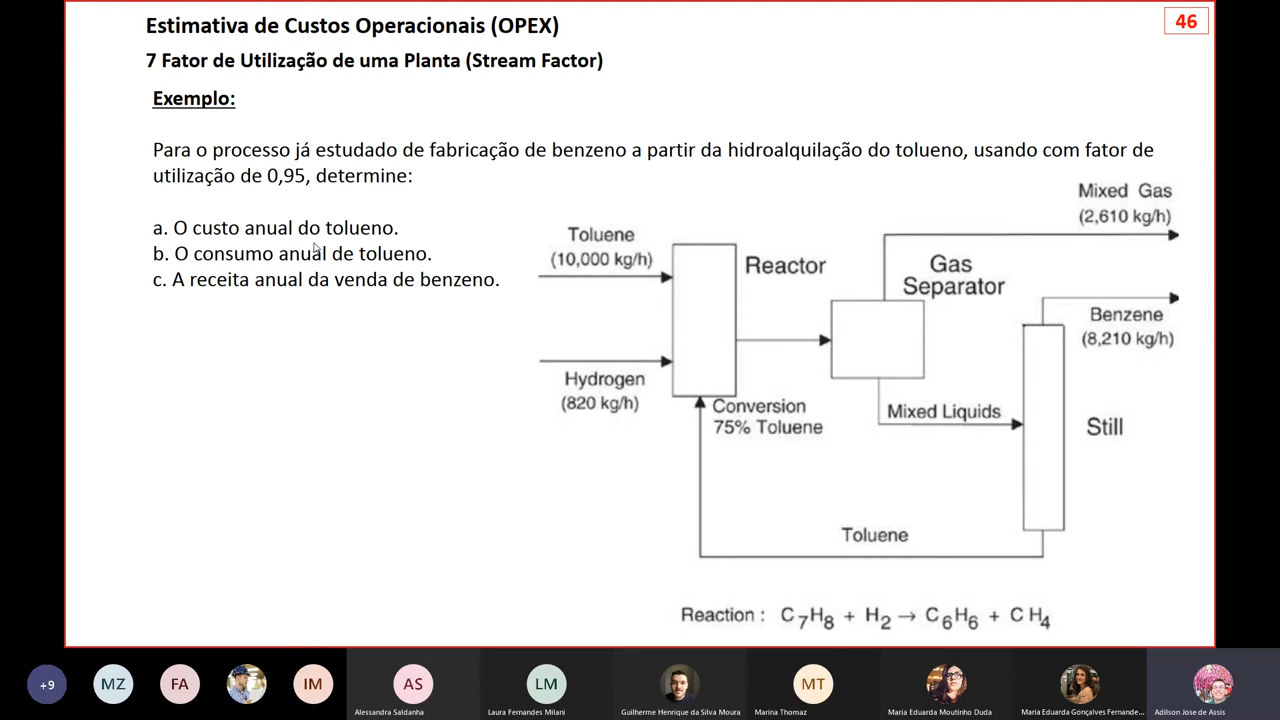 Estimativa de Custos Operacionais (OPEX)
46
7 Fator de Utilização de uma Planta (Stream Factor)
Exemplo:
Para o processo já estudado de fabricação de benzeno a partir da hidroalquilação do tolueno, usando com fator de
utilização de 0,95, determine:
a. O custo anual do tolueno.
b. O consumo anual de tolueno.
c. A receita anual da venda de benzeno.
Mixed Gas
(2,610 kg/h)
Toluene
(10,000 kg/h)
Reactor
Gas
Separator
Benzene
(8,210 kg/h)
Hydrogen
(820 kg/h)
Conversion
75% Toluene
Mixed Liquids
Still
Toluene
Reaction : C7H8 + H2 → C6H6 + CH4
+9
MZ
FA
IM
AS
Alessandra Saldanha
LM
Laura Fernandes Milani
Guilherme Henrique da Silva Moura
MT
Marina Thomaz
Maria Eduarda Moutinho Duda
Maria Eduarda Gonçalves Fernande...
Adilson Jose de Assis